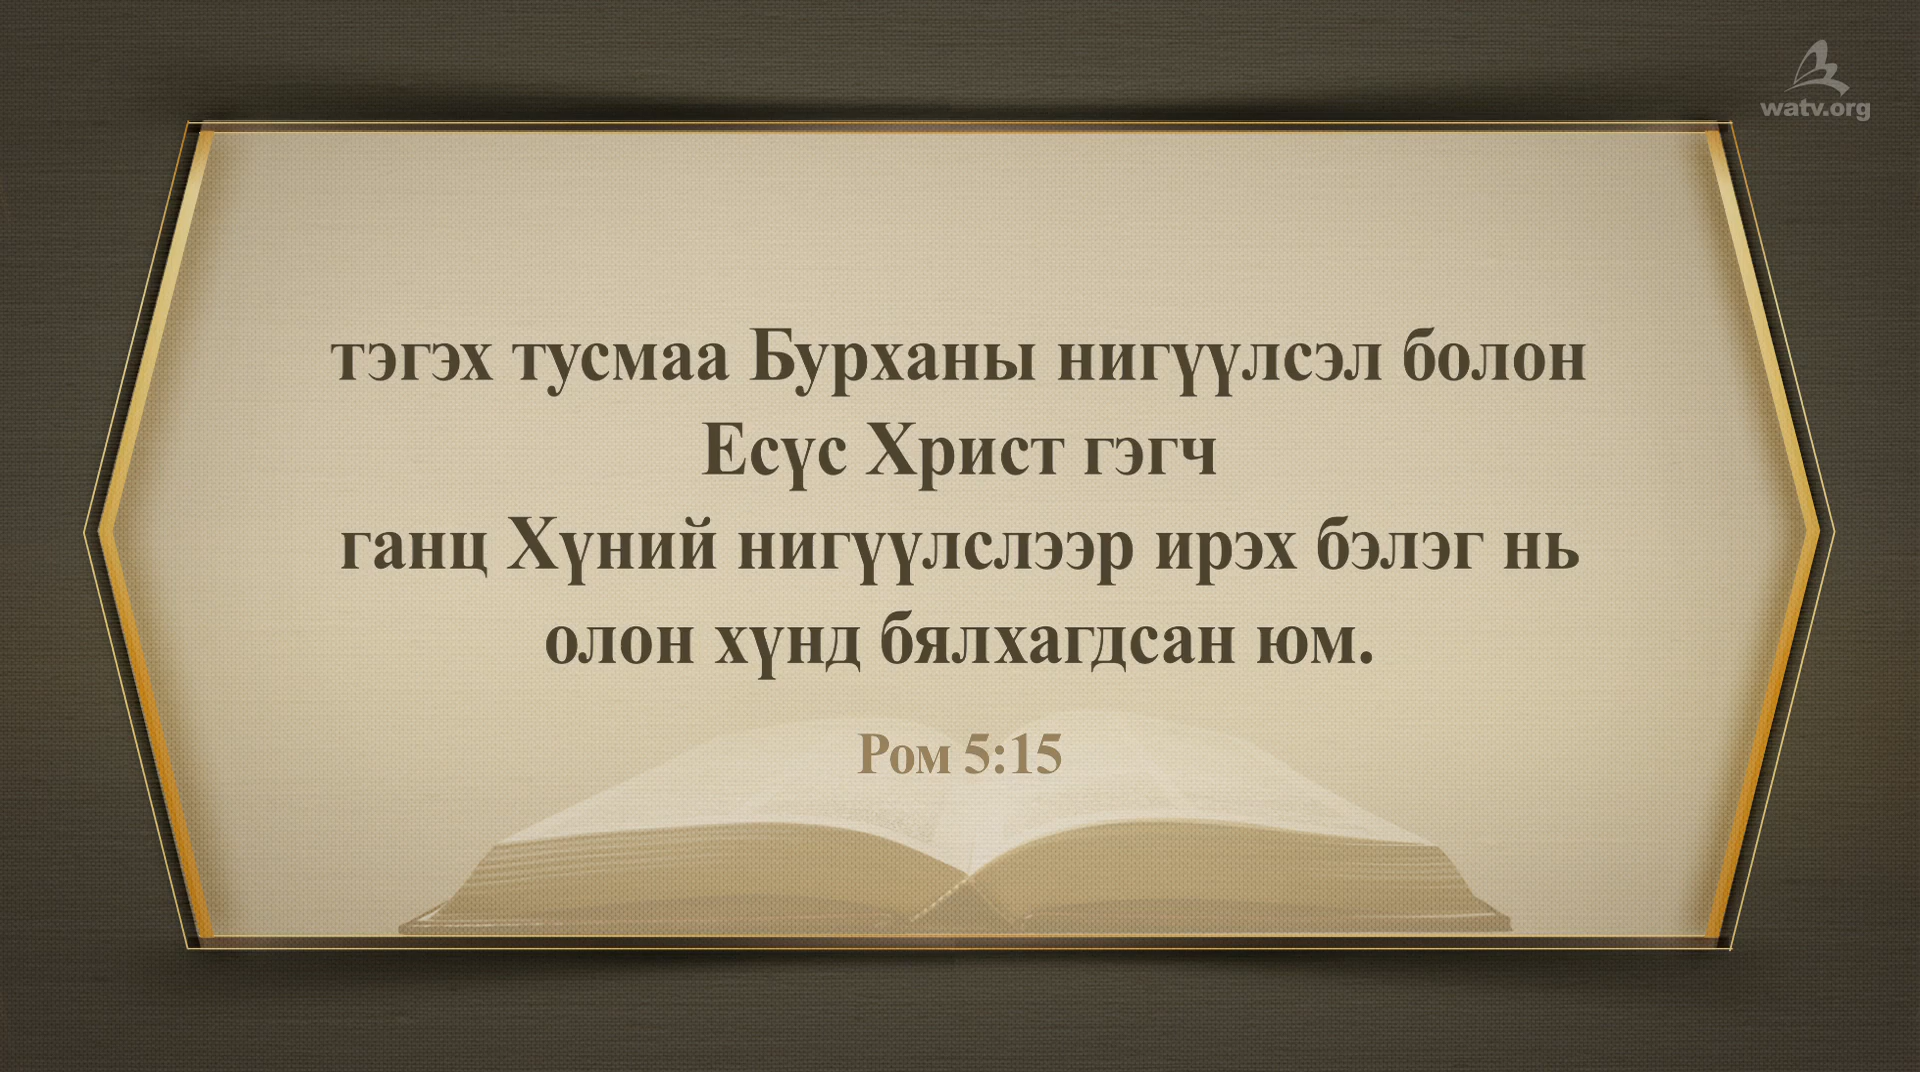 watv.org
тэгэх тусмаа Бурханы нигүүлсэл болон
Есүс Христ гэгч
ганц Хүний нигүүлслээр ирэх бэлэг нь
олон хүнд бялхагдсан юм.
Ром 5:15